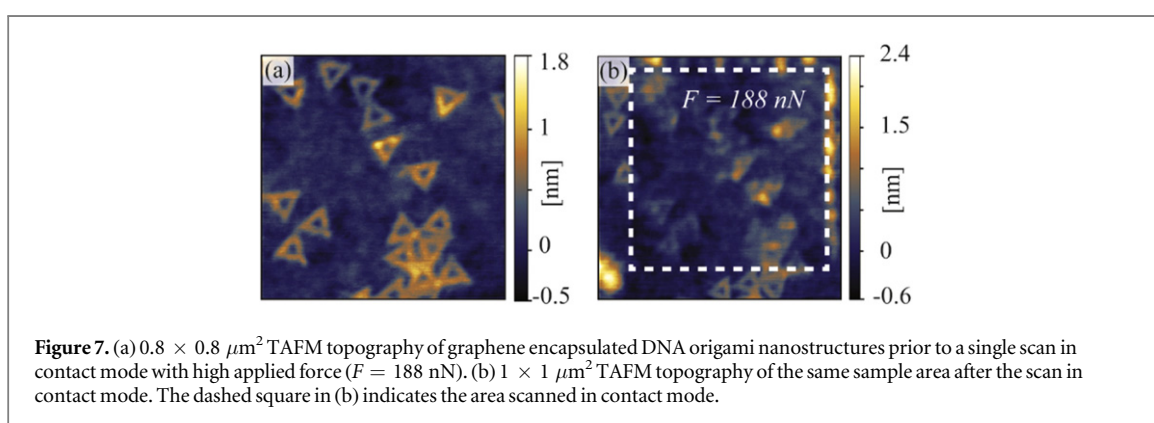 (a)
1.8
1
0
-0.5
[nm]
(b)
F = 188 nN
2.4
1.5
0
-0.6
[nm]
Figure 7. (a) 0.8 × 0.8 μm² TAFM topography of graphene encapsulated DNA origami nanostructures prior to a single scan in
contact mode with high applied force (F = 188 nN). (b) 1 × 1 μm² TAFM topography of the same sample area after the scan in
contact mode. The dashed square in (b) indicates the area scanned in contact mode.